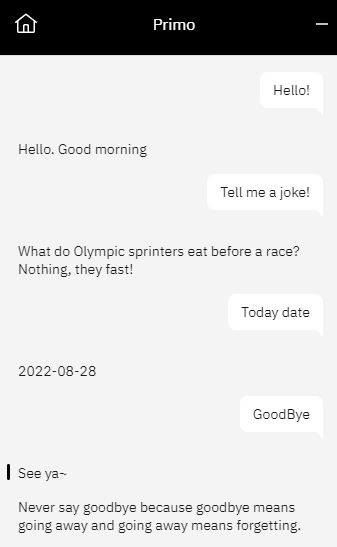 Primo
Hello!
Hello. Good morning
Tell me a joke!
What do Olympic sprinters eat before a race?
Nothing, they fast!
Today date
2022-08-28
GoodBye
See ya~
Never say goodbye because goodbye means
going away and going away means forgetting.